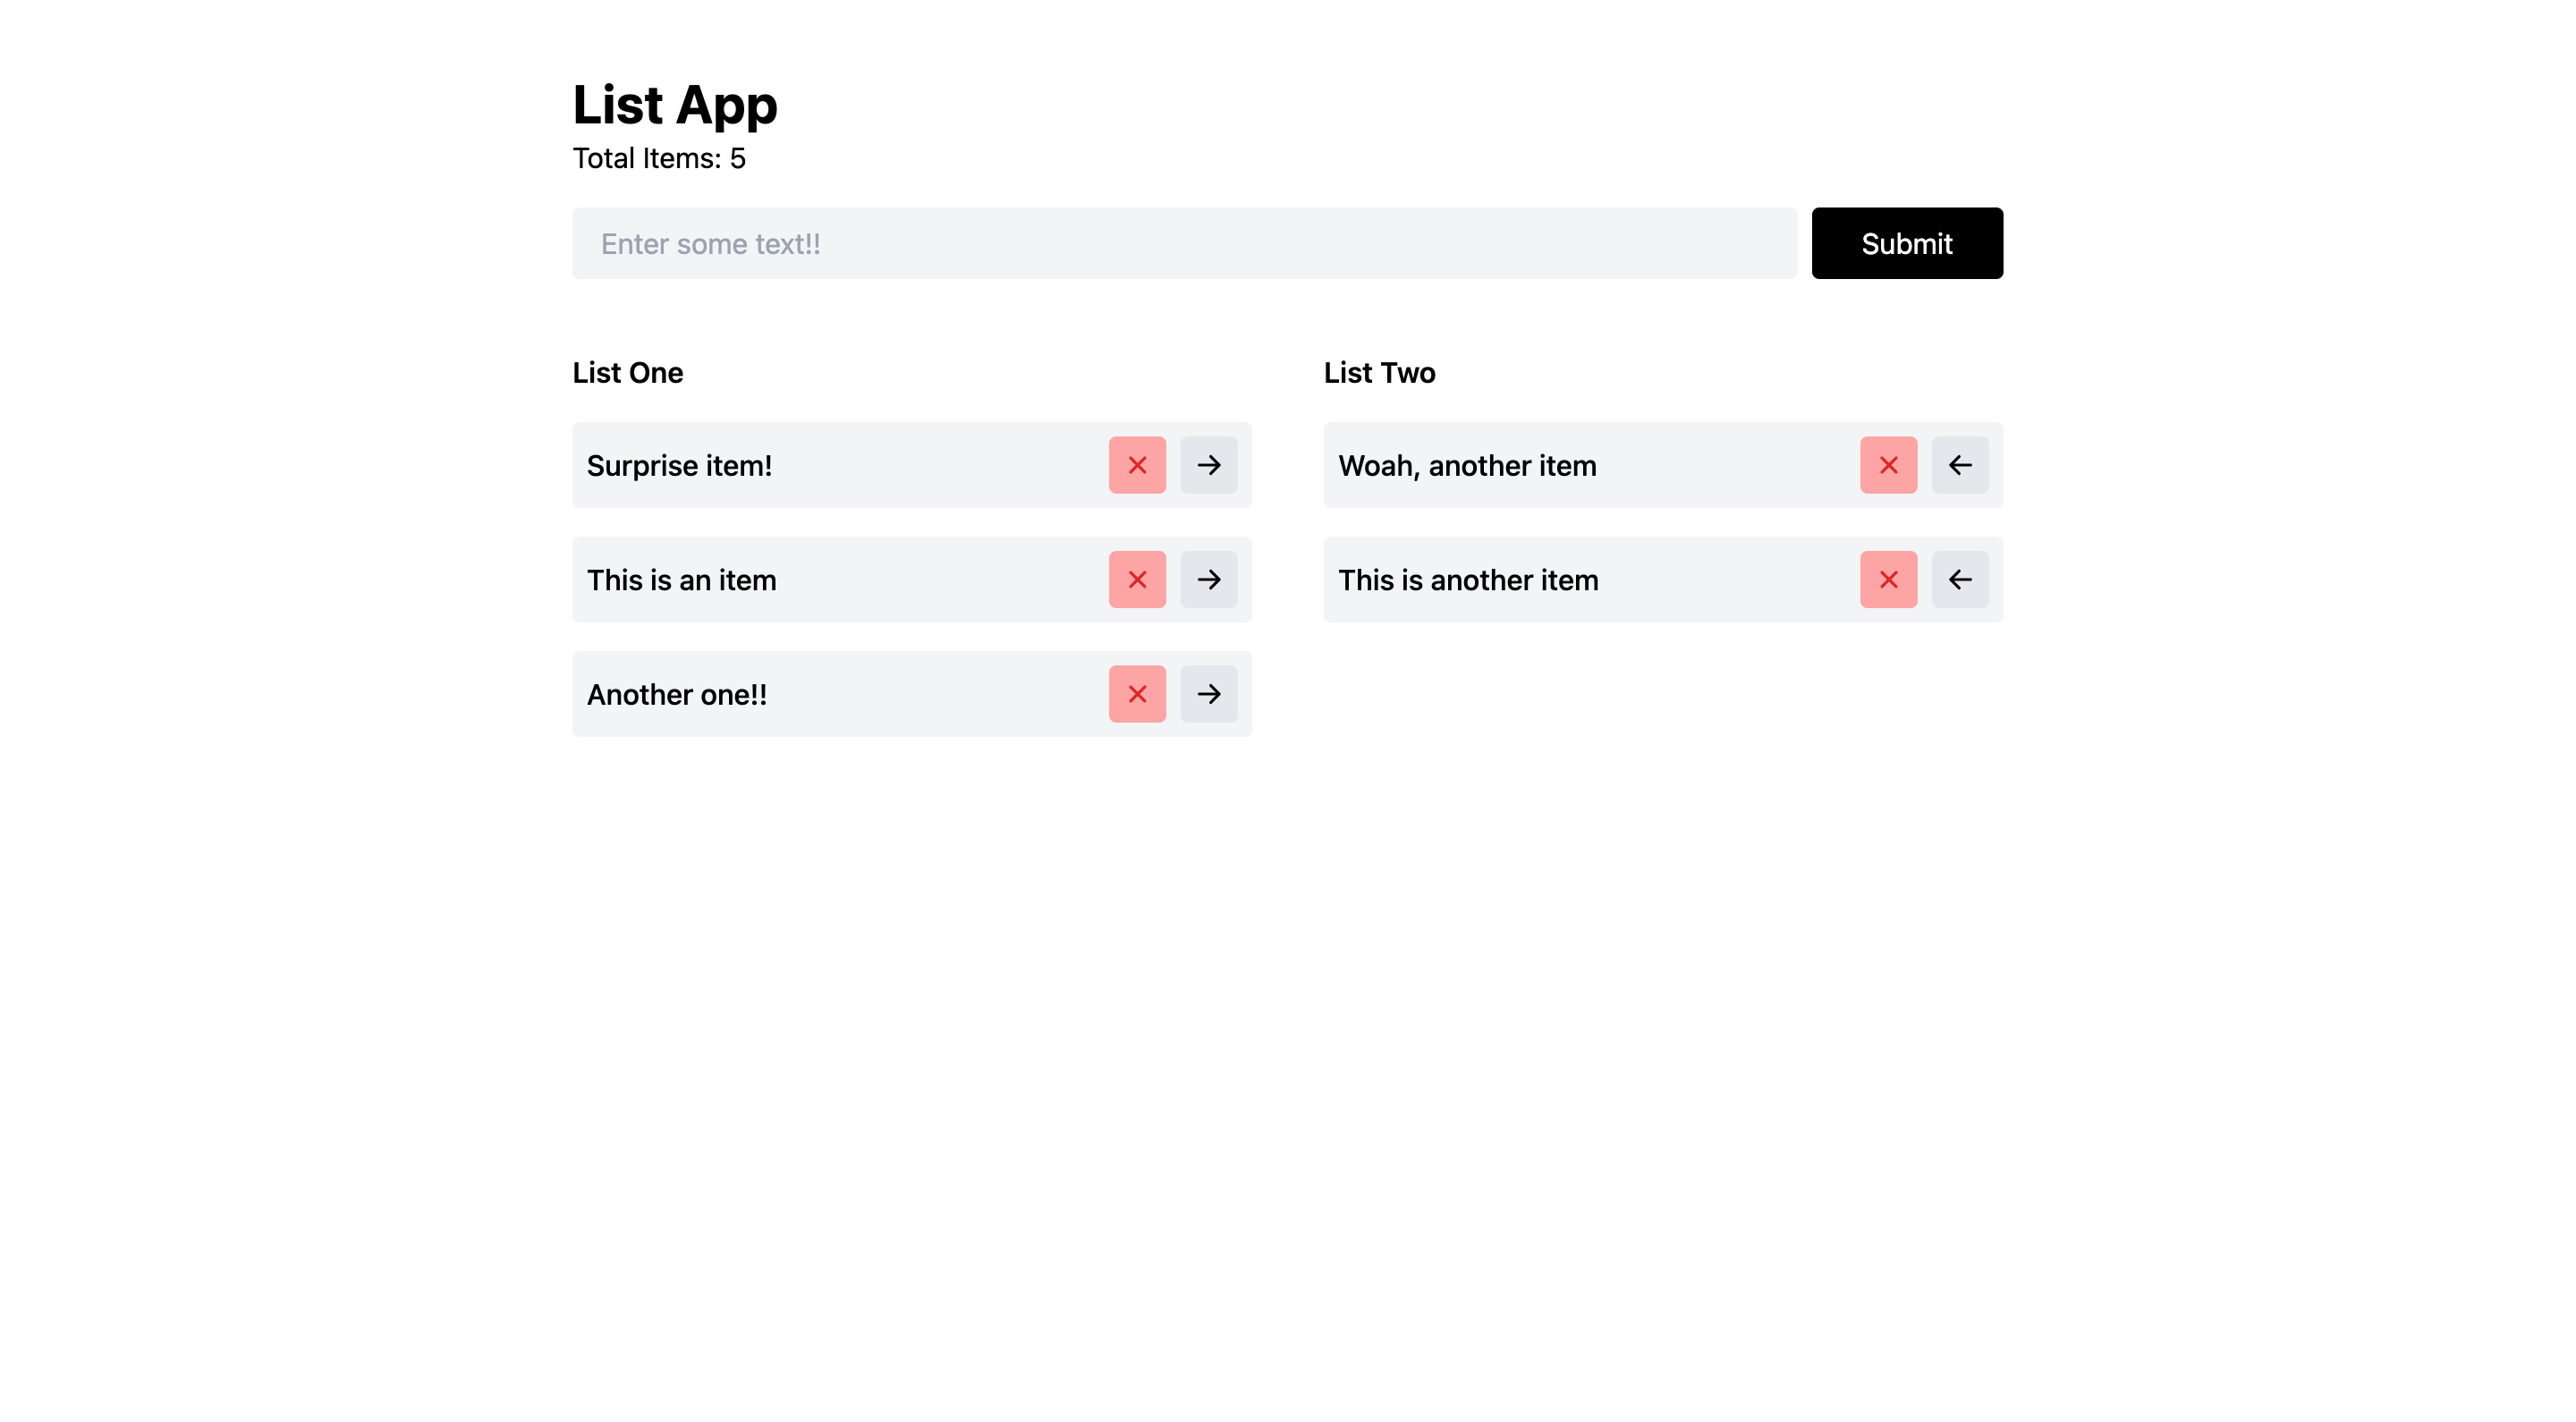 List App
Total Items: 5
Enter some text!!
Submit
List One
Surprise item!
This is an item
Another one!!
List Two
Woah, another item
This is another item